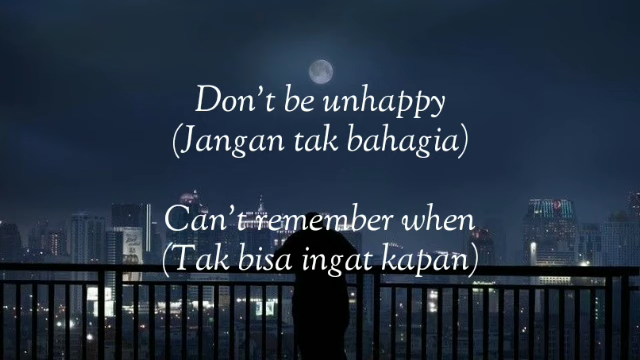 Don't be unhappy
(Jangan tak bahagia)
Can't remember when
(Tak bisa ingat kapan)